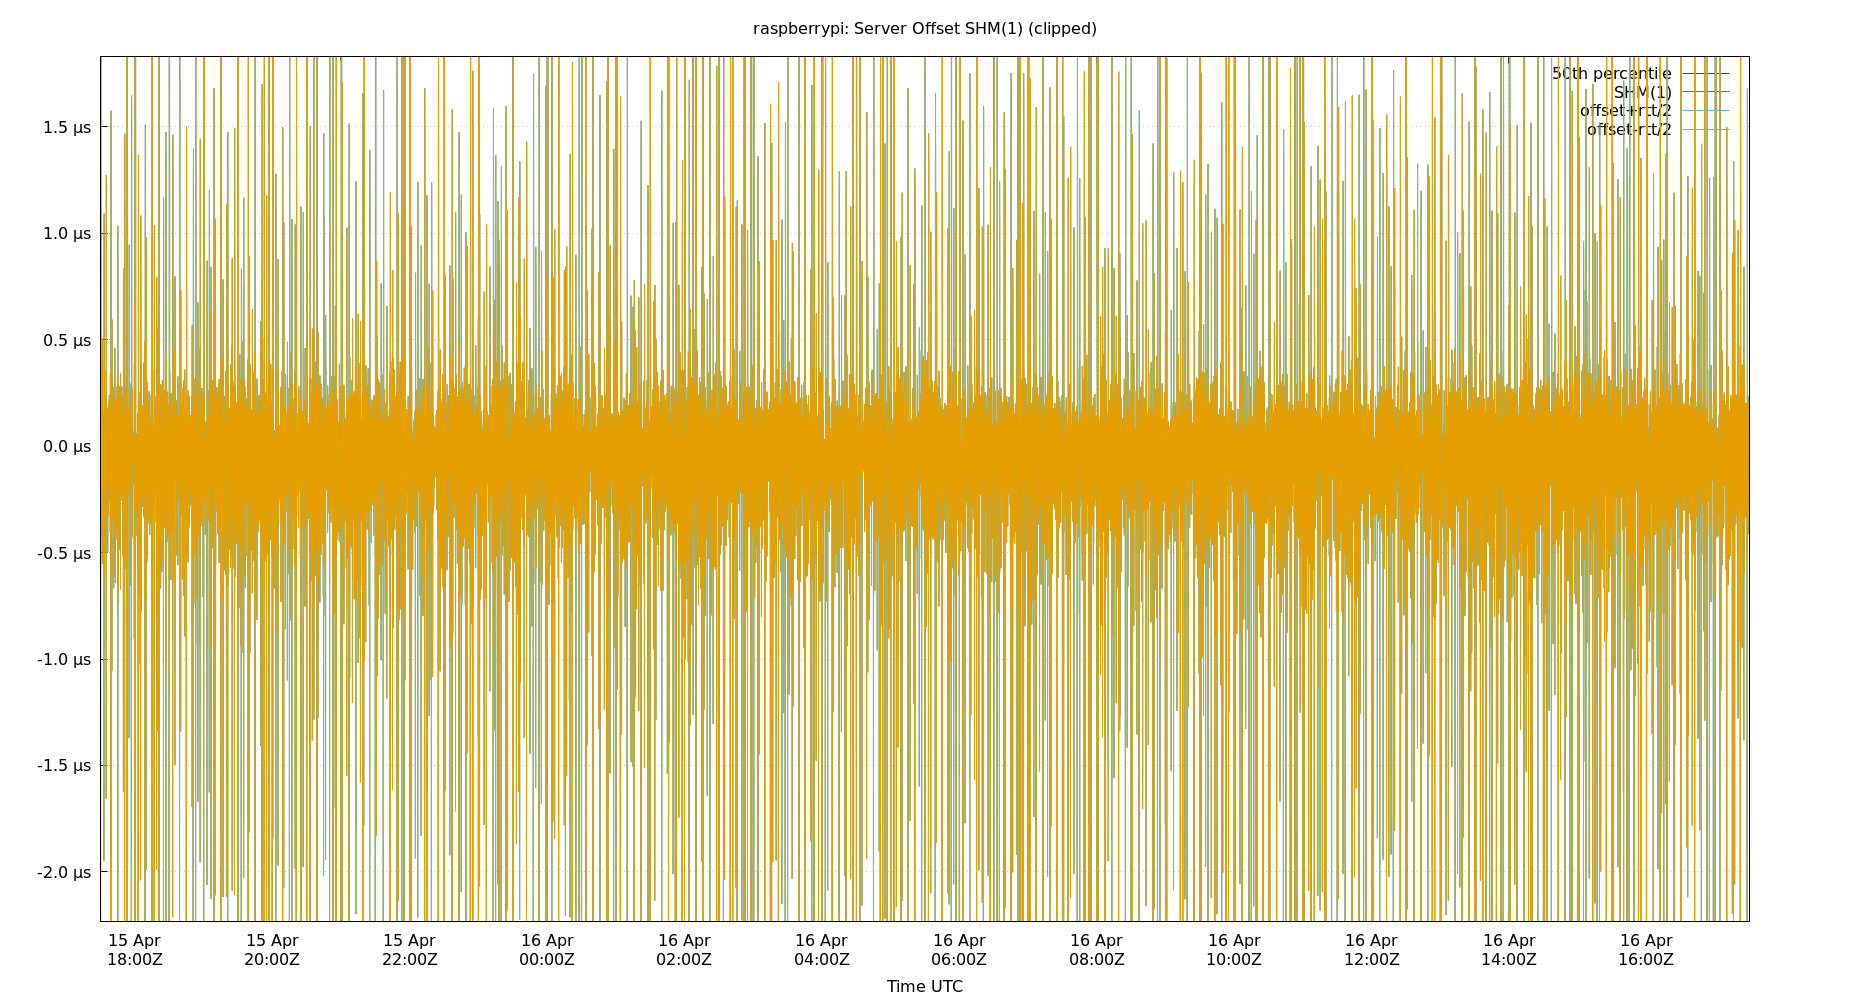 raspberrypi: Server Offset SHM(1) (clipped)
50th percentile
SHM(1)
offset+rtt/2
offset-rtt/2
1.5 µs
1.0 µs
0.5 µs
0.0 µs
-0.5 µs
-1.0 µs
-1.5 µs
-2.0 µs
15 Apr 15 Apr 15 Apr 16 Apr 16 Apr 16 Apr 16 Apr 16 Apr 16 Apr 16 Apr 16 Apr 16 Apr
18:00Z 20:00Z 22:00Z 00:00Z 02:00Z 04:00Z 06:00Z 08:00Z 10:00Z 12:00Z 14:00Z 16:00Z
Time UTC